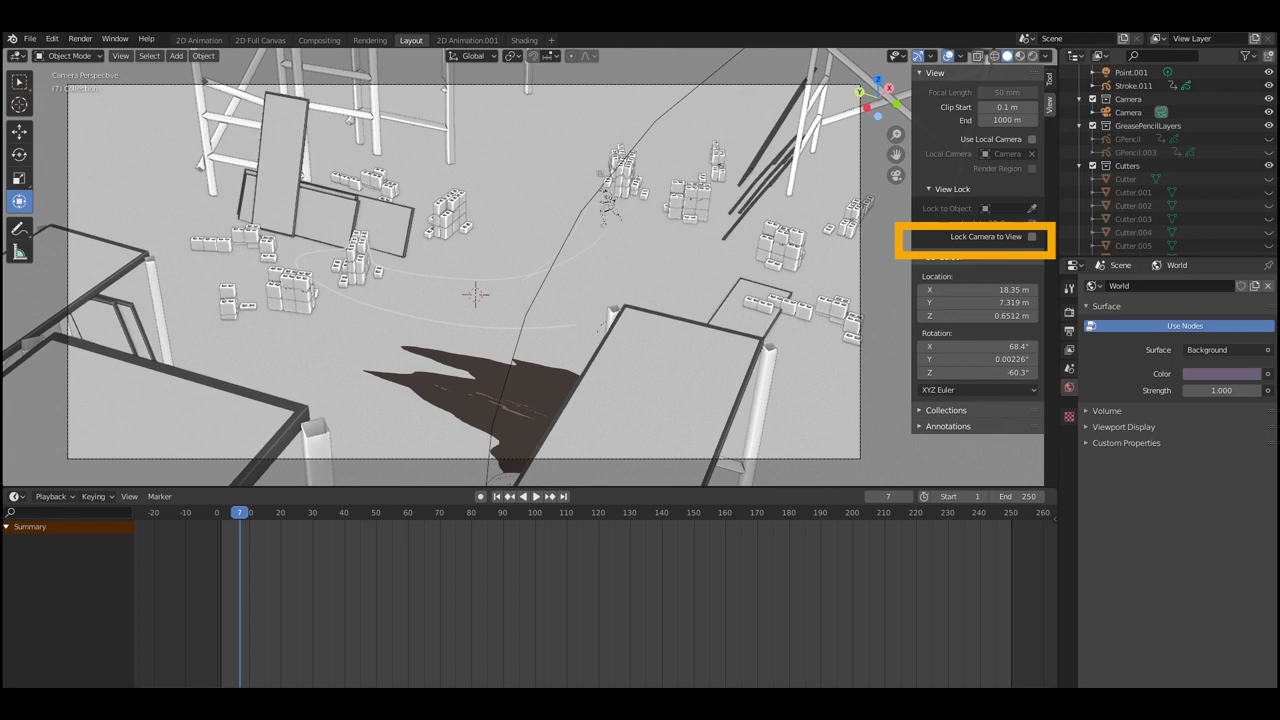 File Edit Render Window Help
2D Animation 2D Full Canvas Compositing Rendering Layout 2D Animation.001 Shading +
Scene
View Layer
Object Mode View Select Add Object
Global
Camera Perspective
(7) Collection
Z
X
Y
View
Focal Length 50 mm
Clip Start 0.1 m
End 1000 m
Use Local Camera
Local Camera Camera
Render Region
View Lock
Lock to Object
Lock Camera to View
Location:
X 18.35 m
Y 7.319 m
Z 0.6512 m
Rotation:
X 68.4°
Y 0.00226°
Z -60.3°
XYZ Euler
Collections
Annotations
Tool
View
Point.001
Stroke.011
Camera
Camera
GreasePencilLayers
GPencil
GPencil.003
Cutters
Cutter
Cutter.001
Cutter.002
Cutter.003
Cutter.004
Cutter.005
Scene World
World
Surface
Use Nodes
Surface Background
Color
Strength 1.000
Volume
Viewport Display
Custom Properties
Playback Keying View Marker
7 Start 1 End 250
-20 -10 0 7 20 30 40 50 60 70 80 90 100 110 120 130 140 150 160 170 180 190 200 210 220 230 240 250 260
Summary